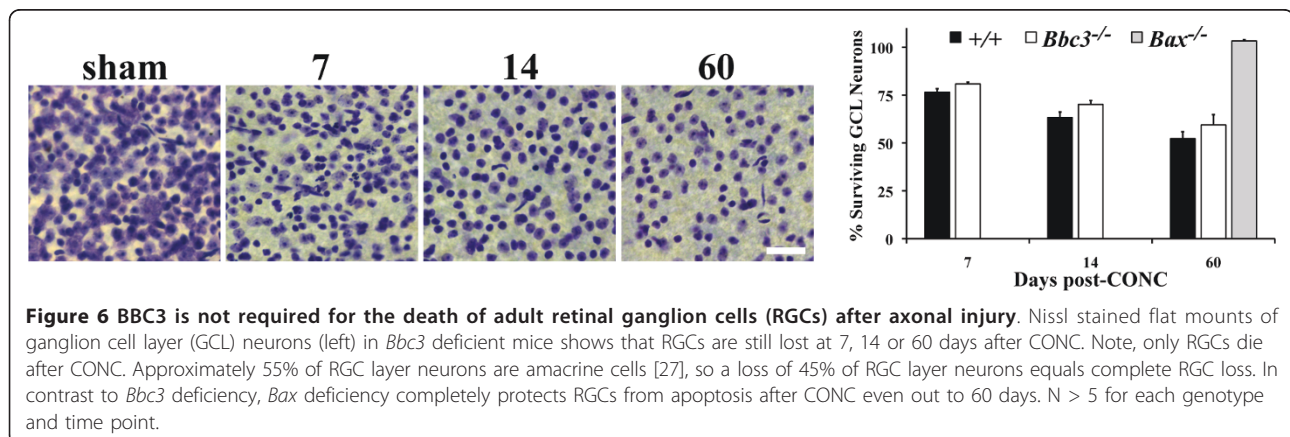 sham 7 14 60
+/+ Bbc3-/- Bax-/-
% Surviving GCL Neurons
100
75
50
25
0
7 14 60
Days post-CONC
Figure 6 BBC3 is not required for the death of adult retinal ganglion cells (RGCs) after axonal injury. Nissl stained flat mounts of
ganglion cell layer (GCL) neurons (left) in Bbc3 deficient mice shows that RGCs are still lost at 7, 14 or 60 days after CONC. Note, only RGCs die
after CONC. Approximately 55% of RGC layer neurons are amacrine cells [27], so a loss of 45% of RGC layer neurons equals complete RGC loss. In
contrast to Bbc3 deficiency, Bax deficiency completely protects RGCs from apoptosis after CONC even out to 60 days. N > 5 for each genotype
and time point.